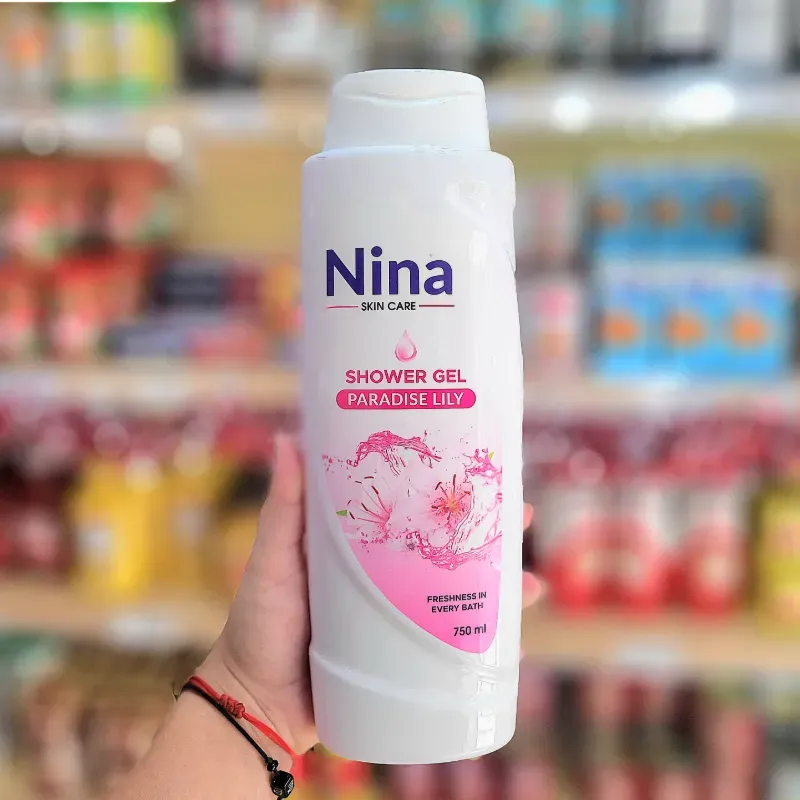 Nina
SKIN CARE
SHOWER GEL
PARADISE LILY
FRESHNESS IN
EVERY BATH
750 ml